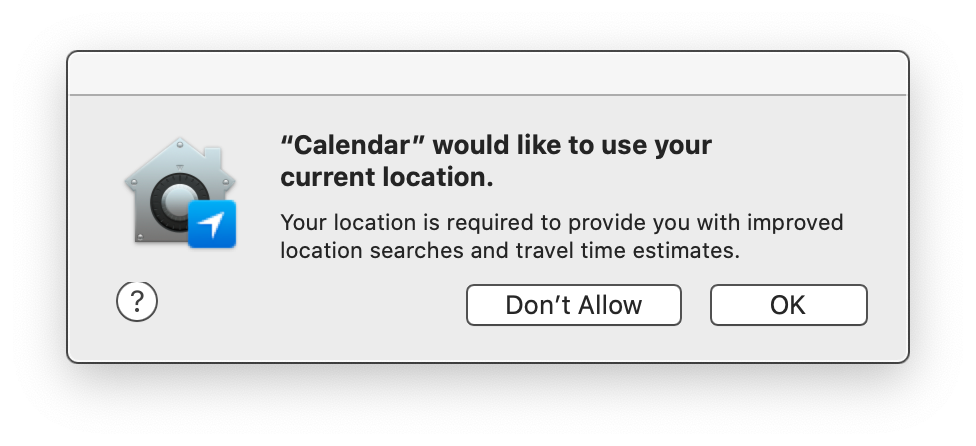 “Calendar” would like to use your
current location.
Your location is required to provide you with improved
location searches and travel time estimates.
?
Don’t Allow
OK